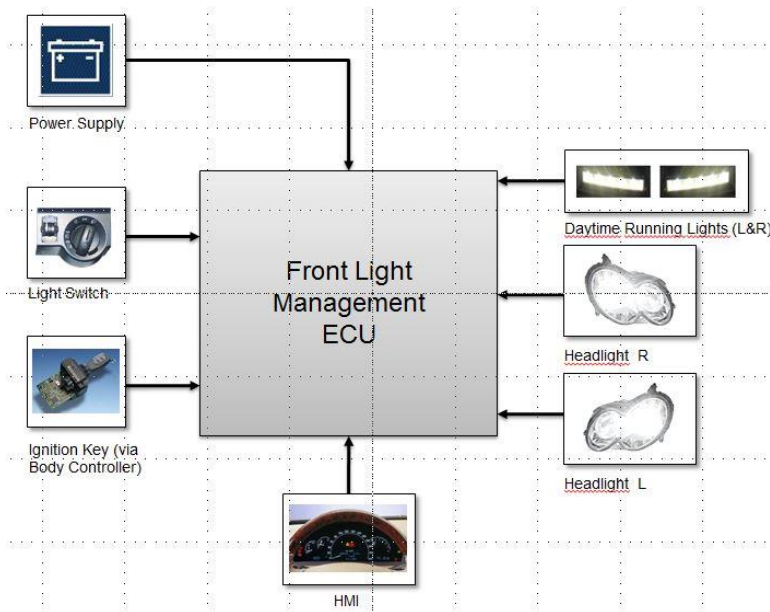 Power Supply
Light Switch
Ignition Key (via
Body Controller)
Front Light
Management
ECU
Daytime Running Lights (L&R)
Headlight R
Headlight L
HMI